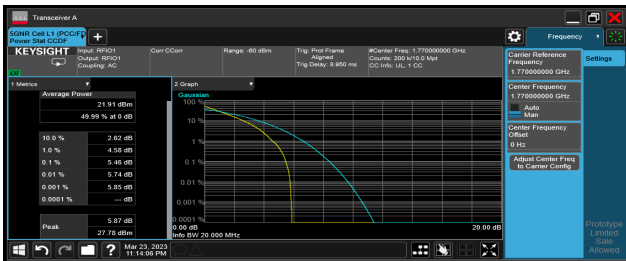 Transceiver A
5GNR Cell L1 (PCC/FD
Power Stat CCDF
Frequency
KEYSIGHT
Input: RFIO1
Output: RFIO1
Coupling: AC
Corr CCorr
Range: -60 dBm
Trig: Prot Frame
Aligned
Trig Delay: 8.950 ms
#Center Freq: 1.770000000 GHz
Counts: 200 k/10.0 Mpt
CC Info: UL, 1 CC
LXI
1 Metrics
Average Power
21.91 dBm
49.99 % at 0 dB
10.0 % 2.62 dB
1.0 % 4.58 dB
0.1 % 5.46 dB
0.01 % 5.74 dB
0.001 % 5.85 dB
0.0001 % --- dB
Peak
5.87 dB
27.78 dBm
2 Graph
Gaussian
100 %
10 %
1 %
0.1 %
0.01 %
0.001 %
0.0001 %
0.00 dB
20.00 dB
Info BW 20.000 MHz
Carrier Reference
Frequency
1.770000000 GHz
Settings
Center Frequency
1.770000000 GHz
Auto
Man
Center Frequency
Offset
0 Hz
Adjust Center Freq
to Carrier Config
Prototype
Limited
Sale
Allowed
?
Mar 23, 2023
11:14:06 PM